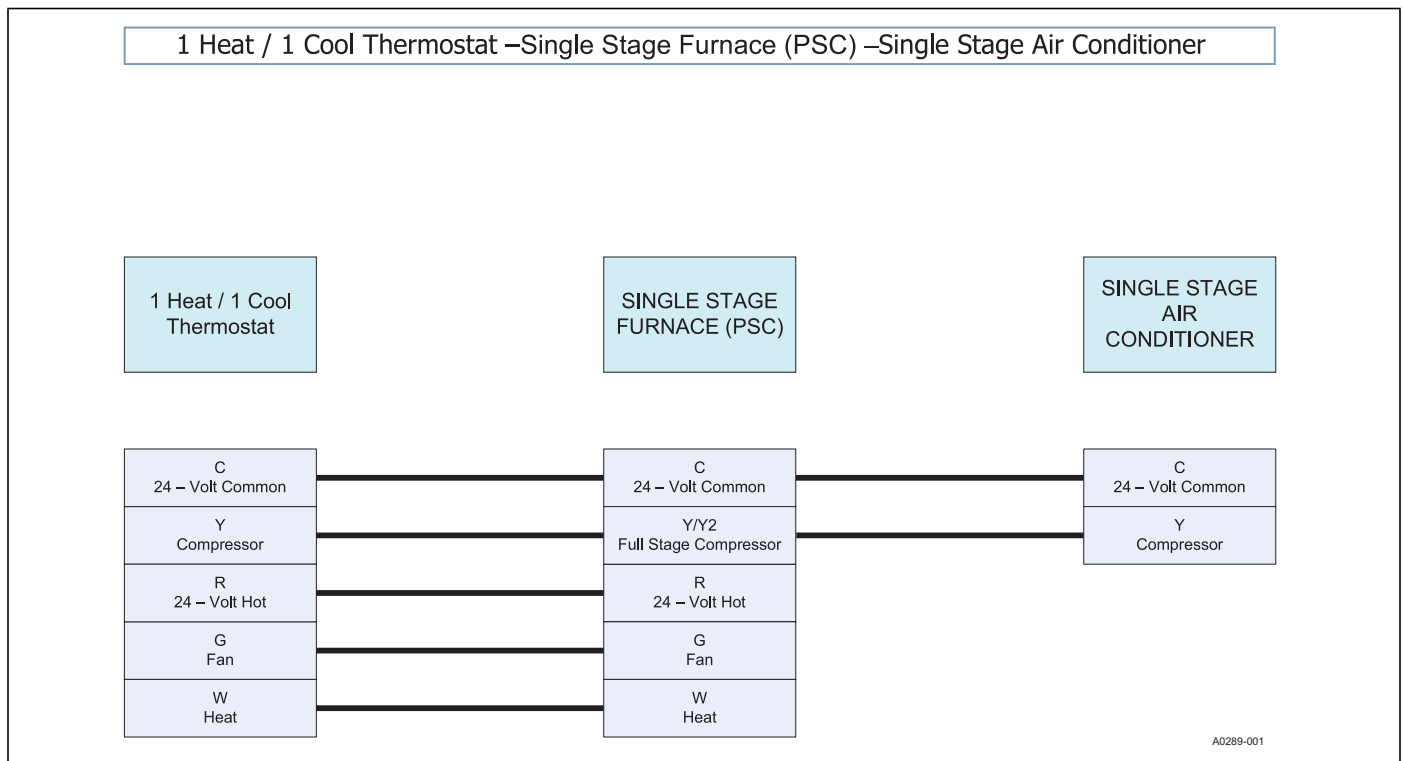 1 Heat / 1 Cool Thermostat –Single Stage Furnace (PSC) –Single Stage Air Conditioner
1 Heat / 1 Cool
Thermostat
SINGLE STAGE
FURNACE (PSC)
SINGLE STAGE
AIR
CONDITIONER
C
24 – Volt Common
C
24 – Volt Common
C
24 – Volt Common
Y
Compressor
Y/Y2
Full Stage Compressor
Y
Compressor
R
24 – Volt Hot
R
24 – Volt Hot
G
Fan
G
Fan
W
Heat
W
Heat
A0289-001